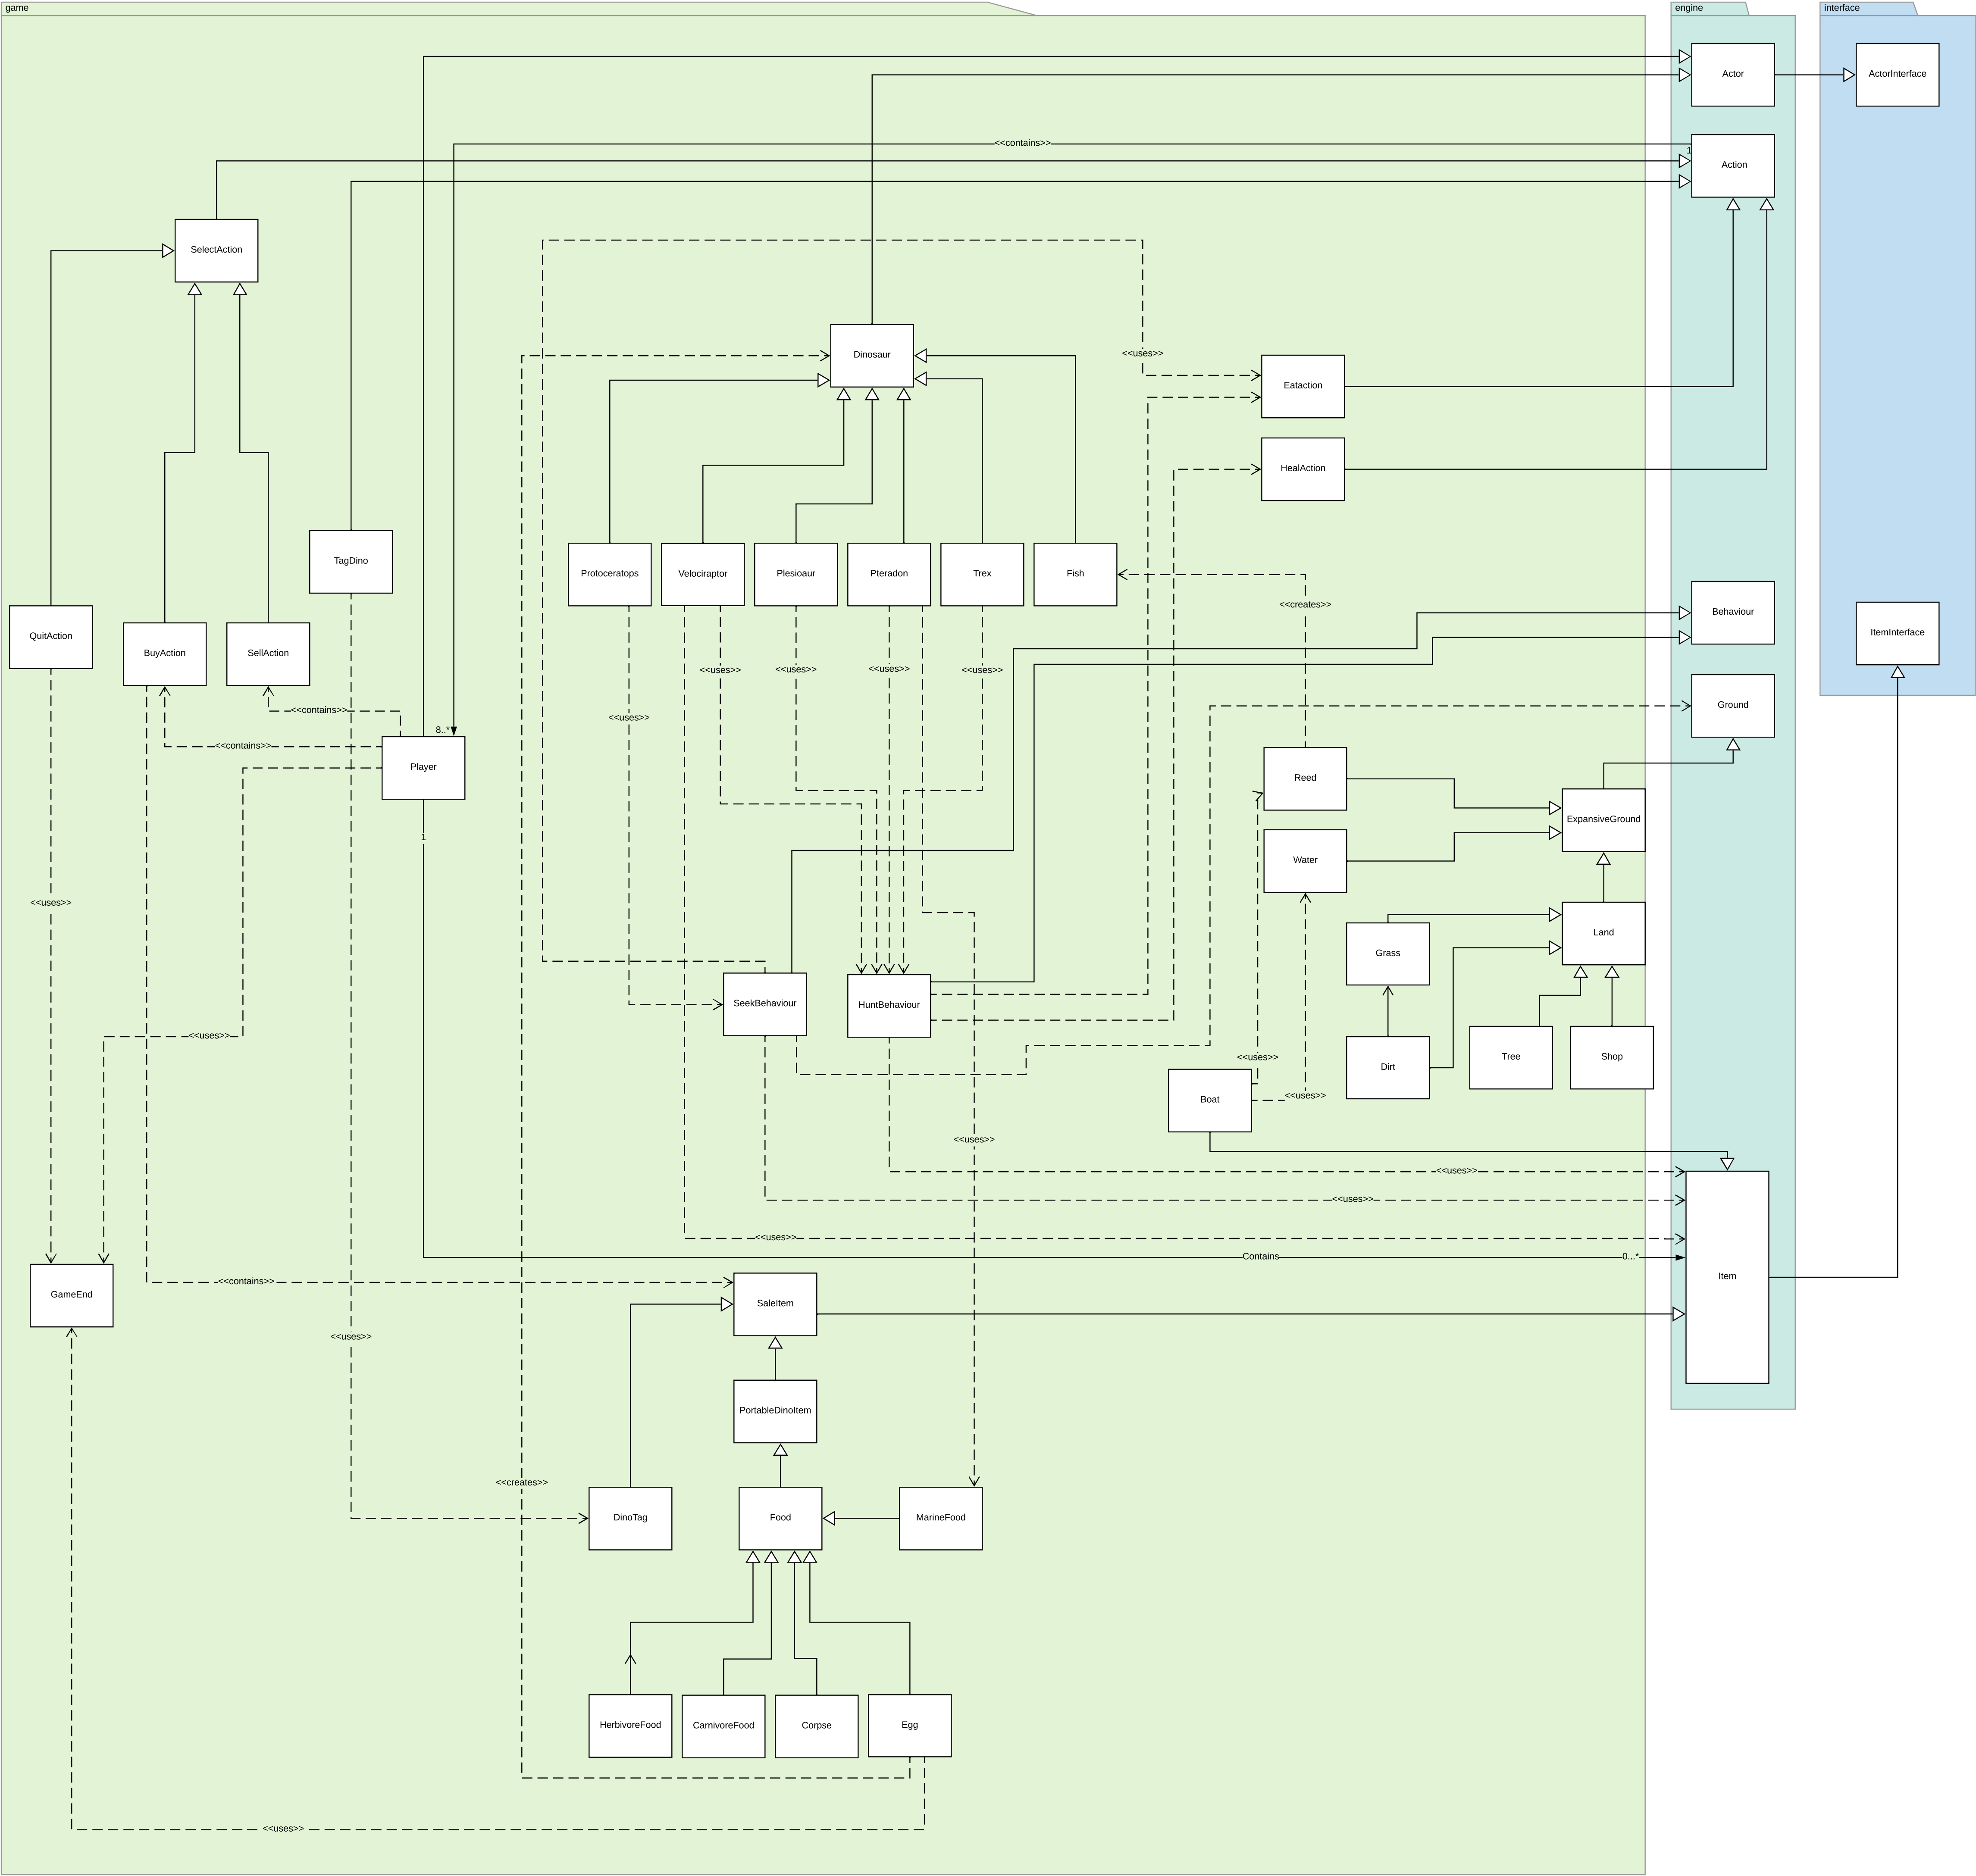 game
engine
interface
Actor
ActorInterface
<<contains>>
1
Action
SelectAction
<<uses>>
Dinosaur
Eataction
HealAction
TagDino
Protoceratops
Velociraptor
Plesioaur
Pteradon
Trex
Fish
<<creates>>
Behaviour
ItemInterface
QuitAction
BuyAction
SellAction
<<uses>>
<<uses>>
<<uses>>
<<uses>>
<<contains>>
<<uses>>
8..*
Ground
<<contains>>
Player
Reed
1
ExpansiveGround
Water
<<uses>>
Land
Grass
SeekBehaviour
HuntBehaviour
<<uses>>
<<uses>>
Tree
Shop
Dirt
Boat
<<uses>>
<<uses>>
<<uses>>
<<uses>>
<<uses>>
Contains
0...*
Item
<<contains>>
GameEnd
SaleItem
<<uses>>
PortableDinoItem
<<creates>>
DinoTag
Food
MarineFood
HerbivoreFood
CarnivoreFood
Corpse
Egg
<<uses>>